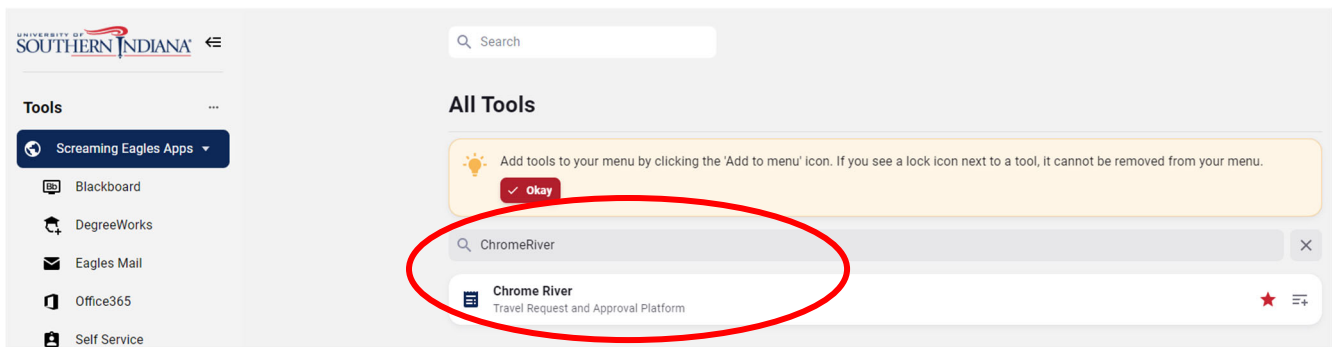 UNIVERSITY OF
SOUTHERN INDIANA
Tools
Screaming Eagles Apps
Bb Blackboard
DegreeWorks
Eagles Mail
Office365
Self Service
Search
All Tools
Add tools to your menu by clicking the 'Add to menu' icon. If you see a lock icon next to a tool, it cannot be removed from your menu.
Okay
ChromeRiver
Chrome River
Travel Request and Approval Platform